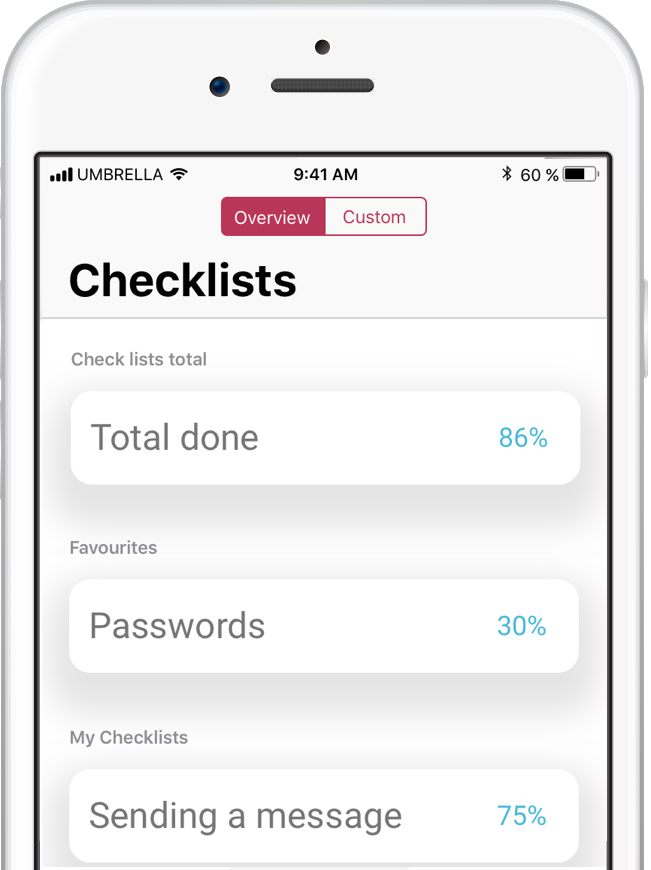 UMBRELLA 9:41 AM 60 %
Overview Custom
Checklists
Check lists total
Total done 86%
Favourites
Passwords 30%
My Checklists
Sending a message 75%